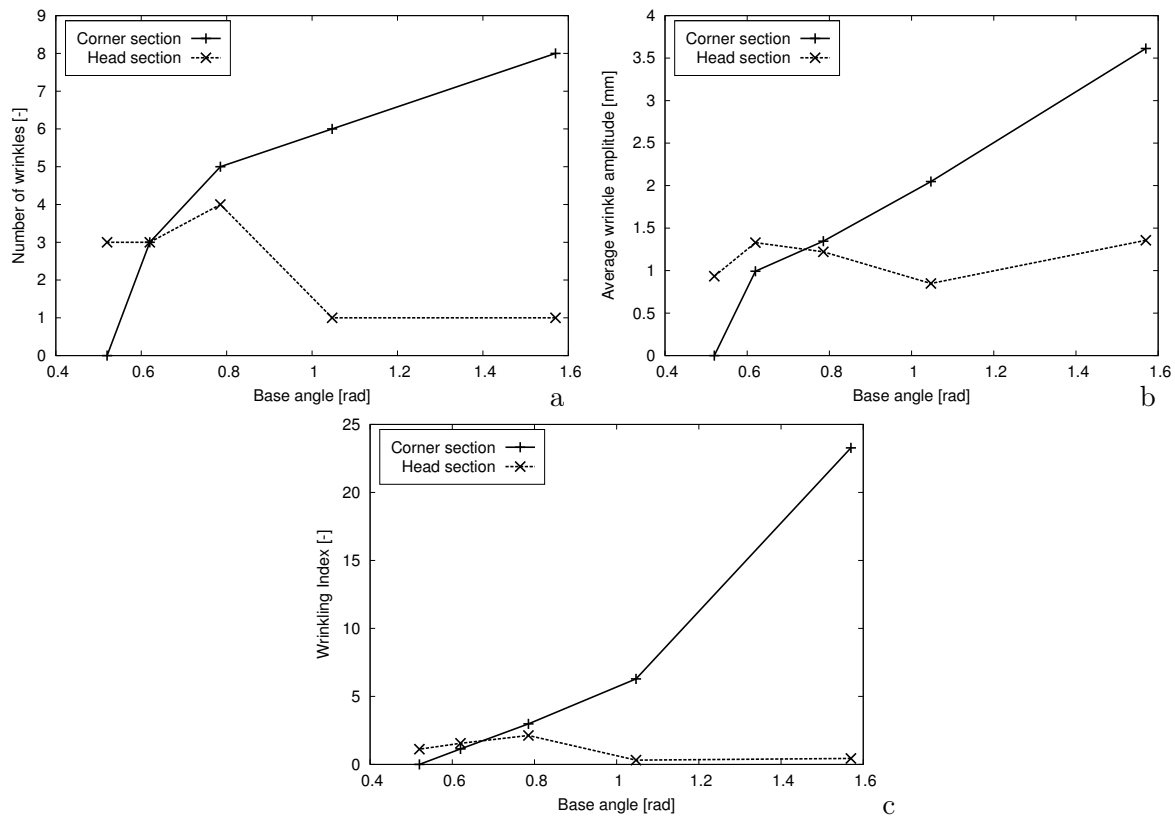 9
8
7
6
5
4
3
2
1
0
Number of wrinkles [-]
Corner section
Head section
0.4 0.6 0.8 1 1.2 1.4 1.6
Base angle [rad]
a
4
3.5
3
2.5
2
1.5
1
0.5
0
Average wrinkle amplitude [mm]
Corner section
Head section
0.4 0.6 0.8 1 1.2 1.4 1.6
Base angle [rad]
b
25
20
15
10
5
0
Wrinkling Index [-]
Corner section
Head section
0.4 0.6 0.8 1 1.2 1.4 1.6
Base angle [rad]
c